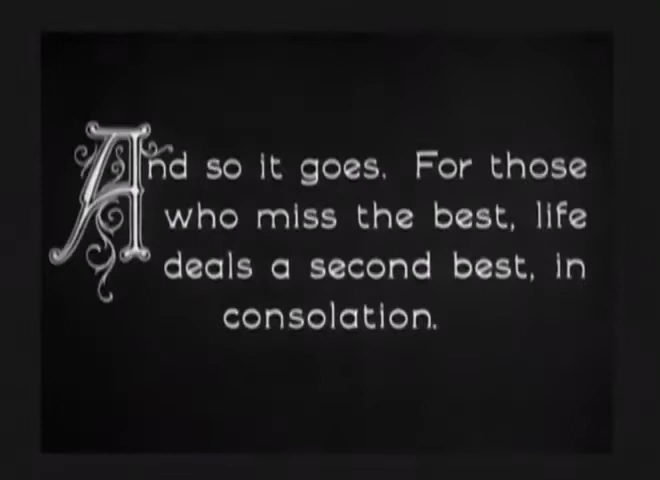 And so it goes. For those
who miss the best, life
deals a second best, in
consolation.